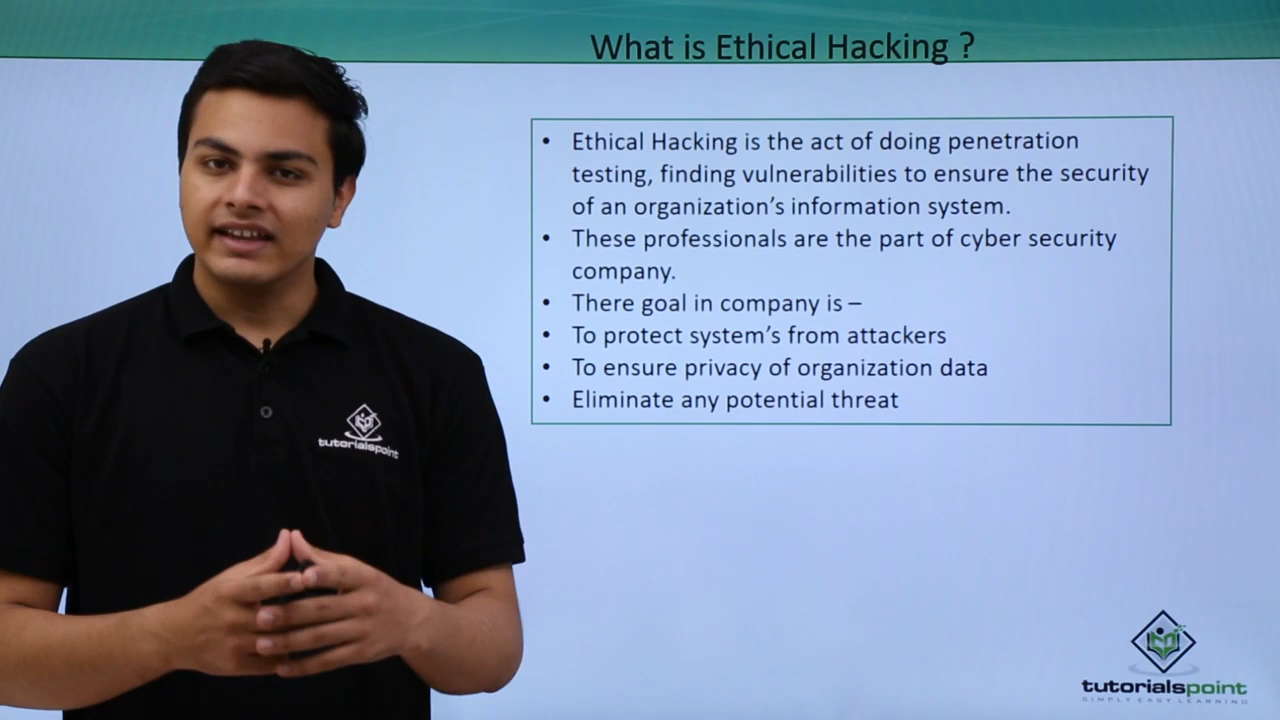 What is Ethical Hacking ?
• Ethical Hacking is the act of doing penetration
testing, finding vulnerabilities to ensure the security
of an organization's information system.
• These professionals are the part of cyber security
company.
• There goal in company is –
• To protect system's from attackers
• To ensure privacy of organization data
• Eliminate any potential threat
tutorialspoint
tutorialspoint
SIMPLY EASY LEARNING